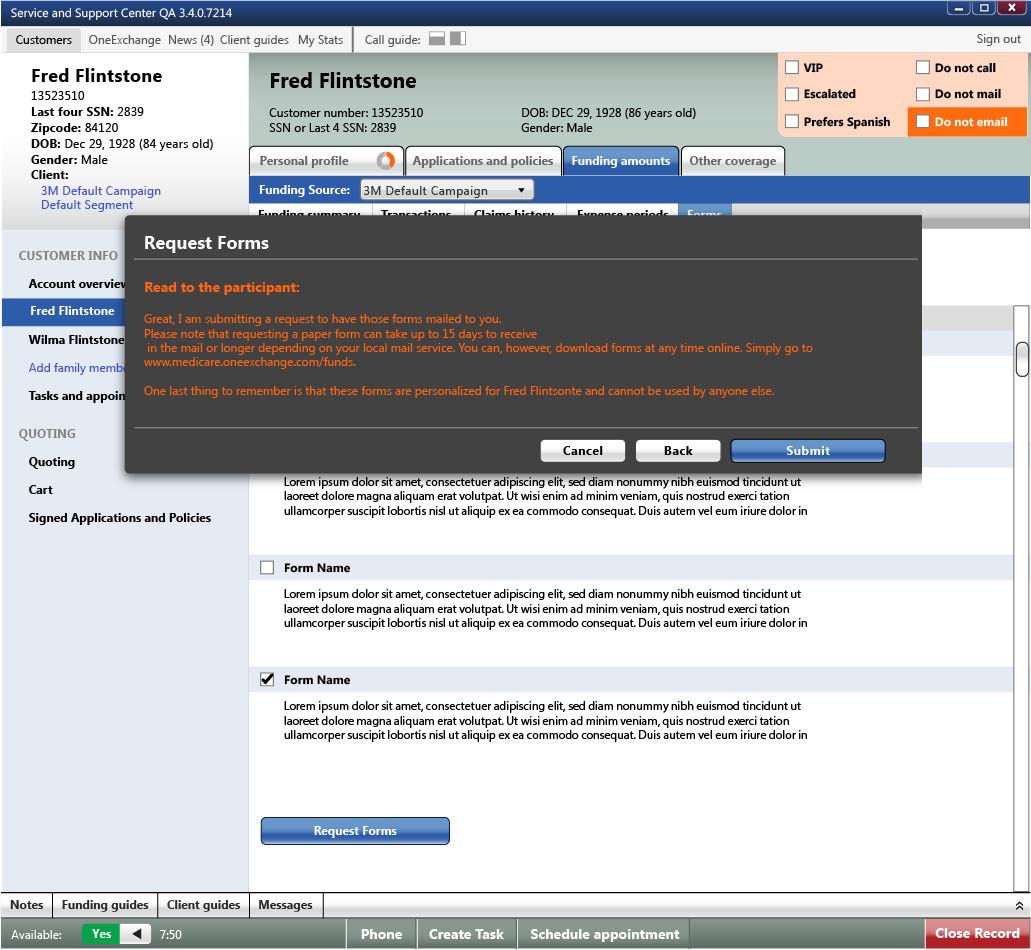 Service and Support Center QA 3.4.0.7214
Customers OneExchange News (4) Client guides My Stats Call guide: Sign out
Fred Flintstone
13523510
Last four SSN: 2839
Zipcode: 84120
DOB: Dec 29, 1928 (84 years old)
Gender: Male
Client:
3M Default Campaign
Default Segment
Fred Flintstone
Customer number: 13523510 DOB: DEC 29, 1928 (86 years old)
SSN or Last 4 SSN: 2839 Gender: Male
VIP Do not call
Escalated Do not mail
Prefers Spanish Do not email
Personal profile Applications and policies Funding amounts Other coverage
Funding Source: 3M Default Campaign
Funding summary Transactions Claims history Expense periods Forms
CUSTOMER INFO
Account overview
Fred Flintstone
Wilma Flintstone
Add family memb
Tasks and appoin
QUOTING
Quoting
Cart
Signed Applications and Policies
Request Forms
Read to the participant:
Great, I am submitting a request to have those forms mailed to you.
Please note that requesting a paper form can take up to 15 days to receive
in the mail or longer depending on your local mail service. You can, however, download forms at any time online. Simply go to
www.medicare.oneexchange.com/funds.
One last thing to remember is that these forms are personalized for Fred Flintsonte and cannot be used by anyone else.
Cancel Back Submit
Lorem ipsum dolor sit amet, consectetuer adipiscing elit, sed diam nonummy nibh euismod tincidunt ut
laoreet dolore magna aliquam erat volutpat. Ut wisi enim ad minim veniam, quis nostrud exerci tation
ullamcorper suscipit lobortis nisl ut aliquip ex ea commodo consequat. Duis autem vel eum iriure dolor in
Form Name
Lorem ipsum dolor sit amet, consectetuer adipiscing elit, sed diam nonummy nibh euismod tincidunt ut
laoreet dolore magna aliquam erat volutpat. Ut wisi enim ad minim veniam, quis nostrud exerci tation
ullamcorper suscipit lobortis nisl ut aliquip ex ea commodo consequat. Duis autem vel eum iriure dolor in
Form Name
Lorem ipsum dolor sit amet, consectetuer adipiscing elit, sed diam nonummy nibh euismod tincidunt ut
laoreet dolore magna aliquam erat volutpat. Ut wisi enim ad minim veniam, quis nostrud exerci tation
ullamcorper suscipit lobortis nisl ut aliquip ex ea commodo consequat. Duis autem vel eum iriure dolor in
Request Forms
Notes Funding guides Client guides Messages
Available: Yes 7:50 Phone Create Task Schedule appointment Close Record